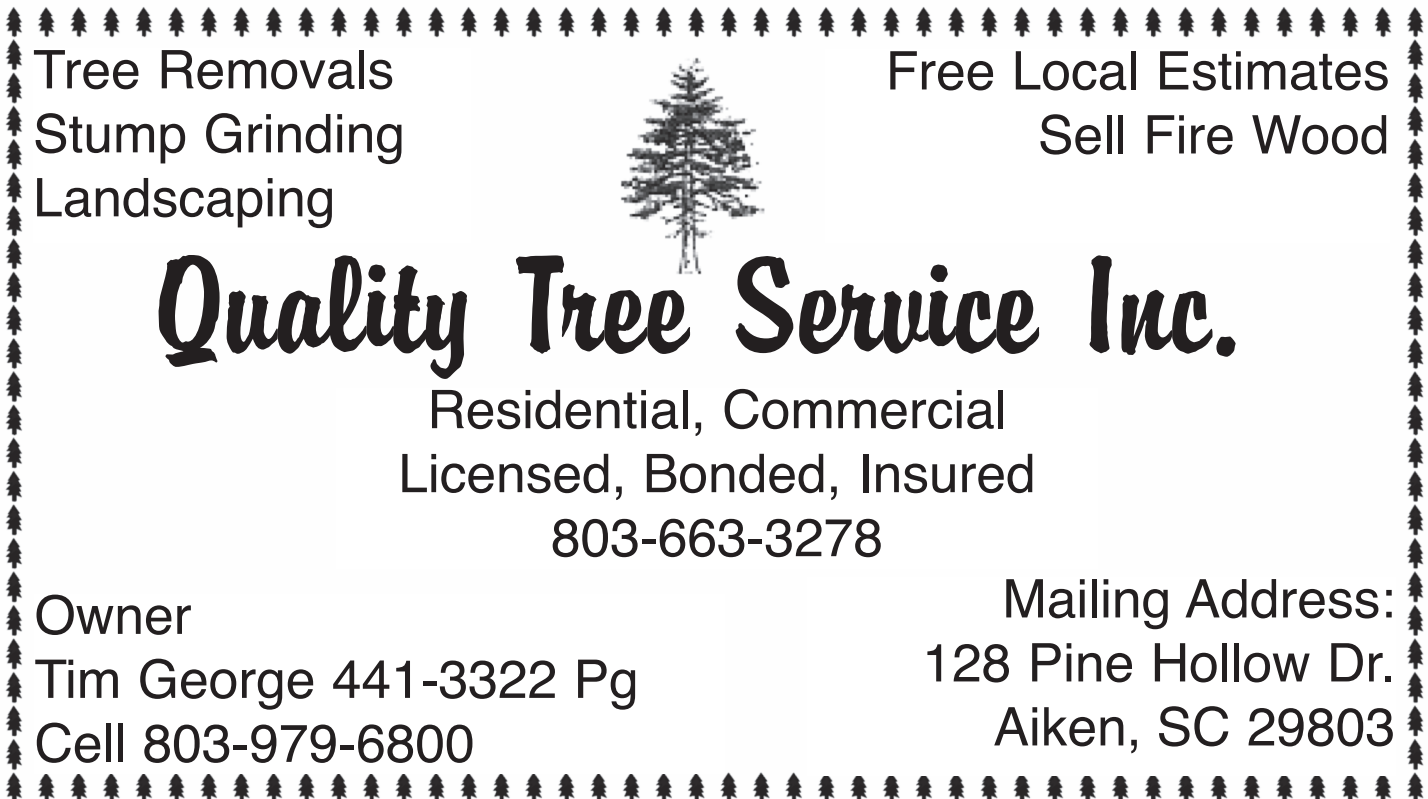 Tree Removals
Stump Grinding
Landscaping
Free Local Estimates
Sell Fire Wood
Quality Tree Service Inc.
Residential, Commercial
Licensed, Bonded, Insured
803-663-3278
Owner
Tim George 441-3322 Pg
Cell 803-979-6800
Mailing Address:
128 Pine Hollow Dr.
Aiken, SC 29803